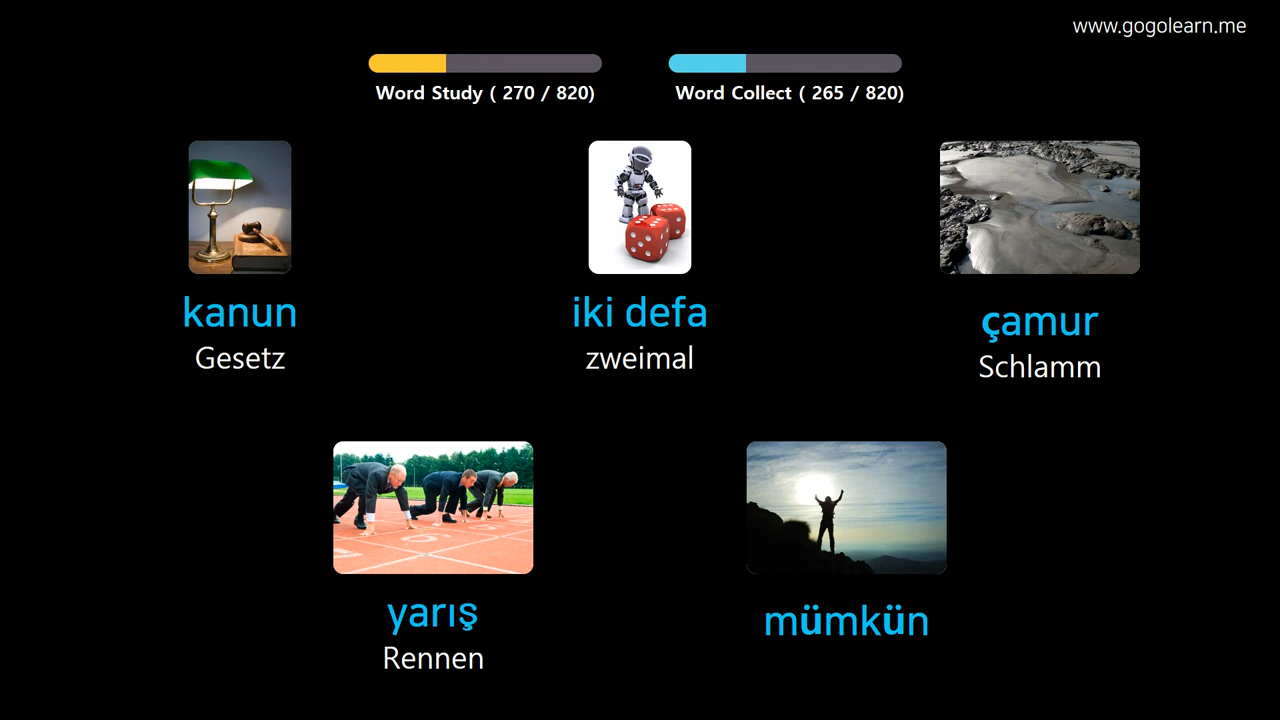 www.gogolearn.me
Word Study ( 270 / 820)
Word Collect ( 265 / 820)
kanun
Gesetz
iki defa
zweimal
çamur
Schlamm
yarış
Rennen
mümkün